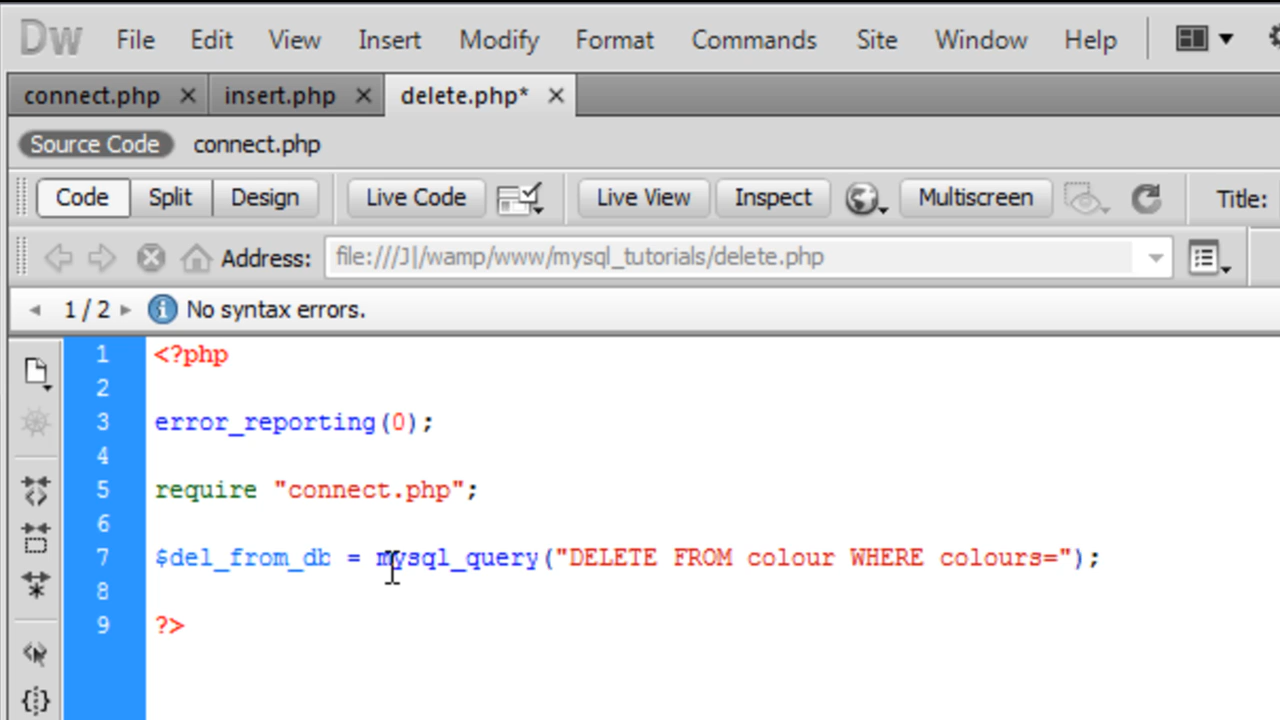 Dw File Edit View Insert Modify Format Commands Site Window Help
connect.php × insert.php × delete.php* ×
Source Code connect.php
Code Split Design Live Code Live View Inspect Multiscreen Title:
Address: file:///J|/wamp/www/mysql_tutorials/delete.php
1 / 2 No syntax errors.
1 <?php
2
3 error_reporting(0);
4
5 require "connect.php";
6
7 $del_from_db = mysql_query("DELETE FROM colour WHERE colours=");
8
9 ?>